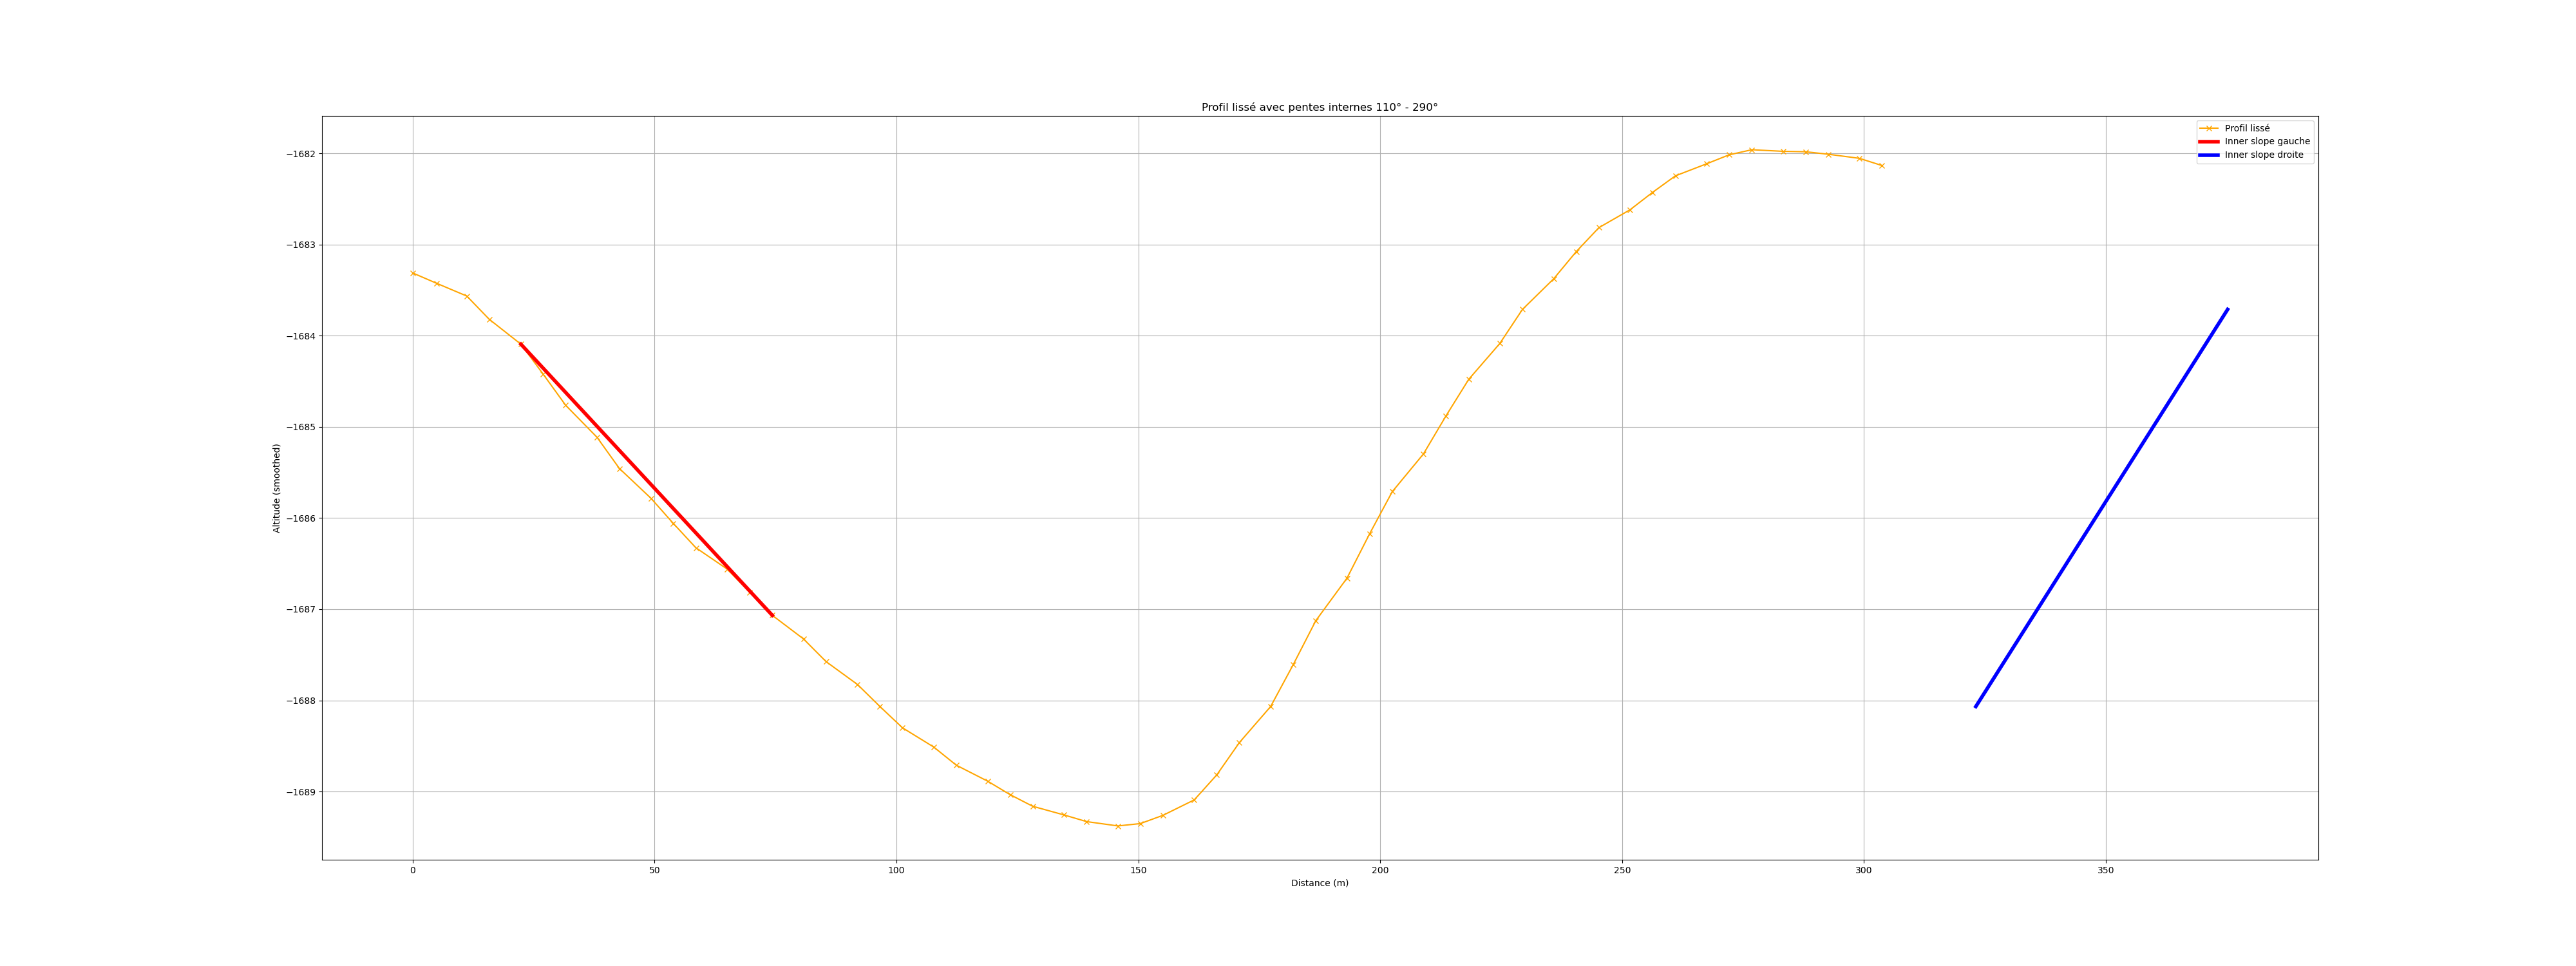 Profil lissé avec pentes internes 110° - 290°
Profil lissé
Inner slope gauche
Inner slope droite
Altitude (smoothed)
−1682
−1683
−1684
−1685
−1686
−1687
−1688
−1689
0 50 100 150 200 250 300 350
Distance (m)